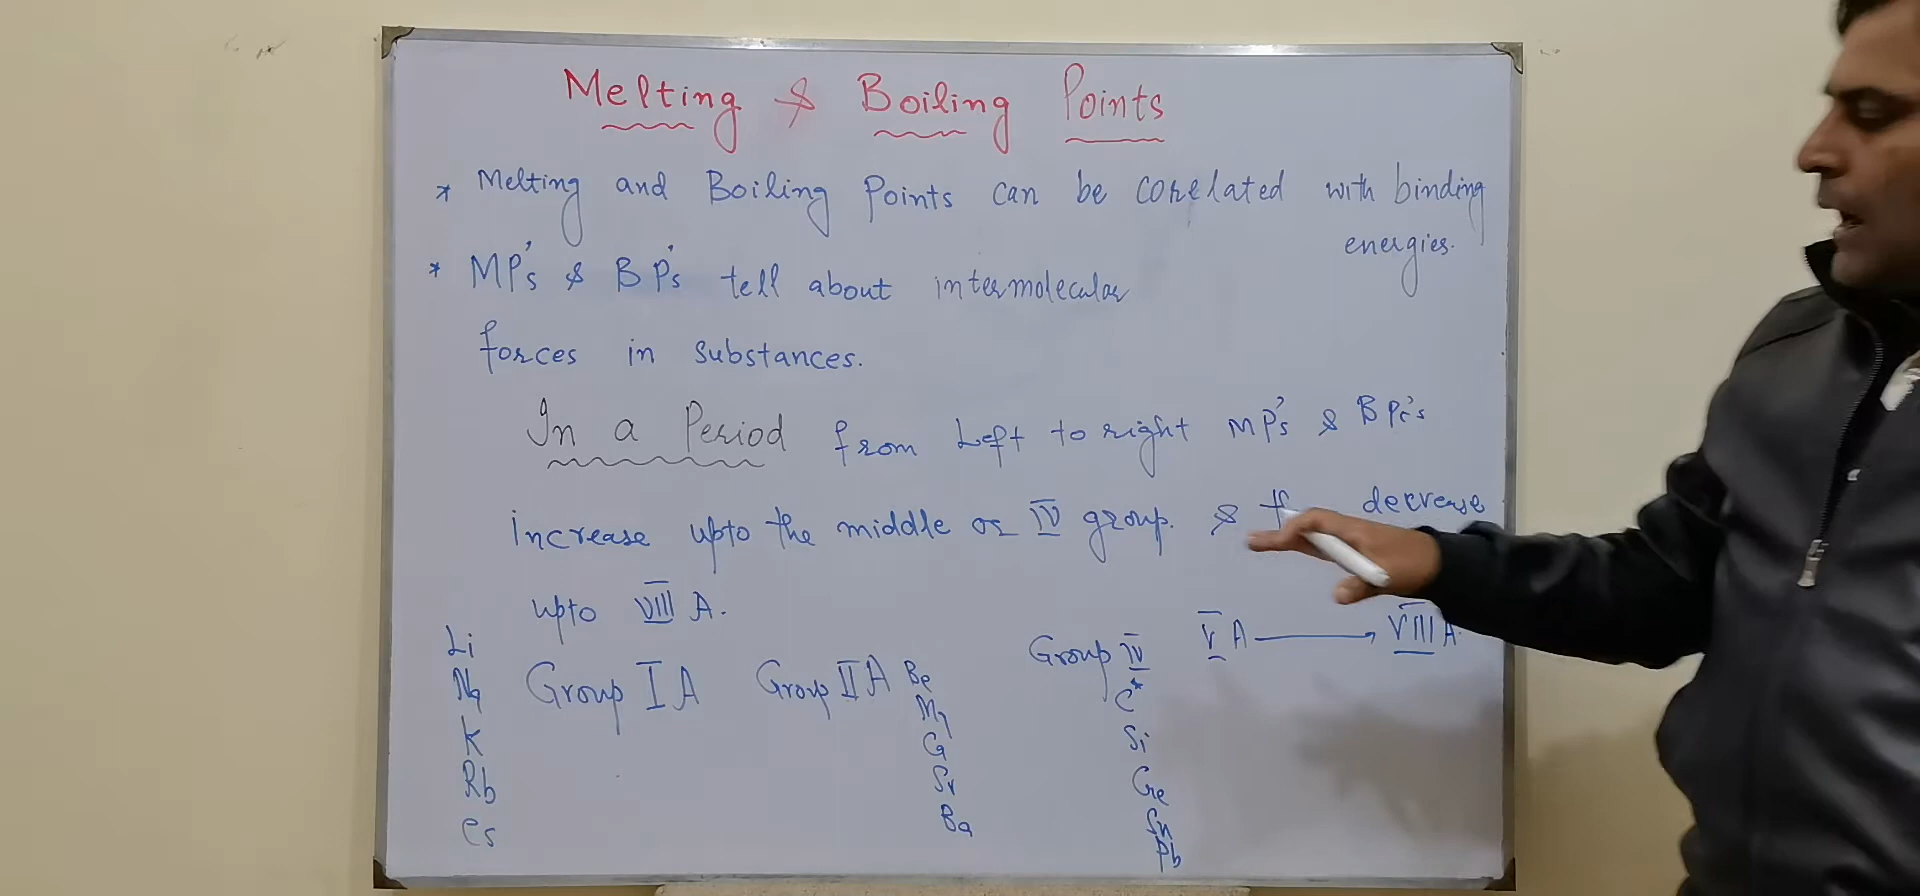 Melting & Boiling Points
* Melting and Boiling Points can be corelated with binding
energies.
* MP's & BP's tell about intermolecular
forces in substances.
In a Period from Left to right MP's & BP's
increase upto the middle or IV group. & decrease
upto VIII A.
Group I A
Li
Na
K
Rb
Cs
Group II A
Be
Mg
Ca
Sr
Ba
Group IV
C*
Si
Ge
Sn
Pb
V A → VIII A.